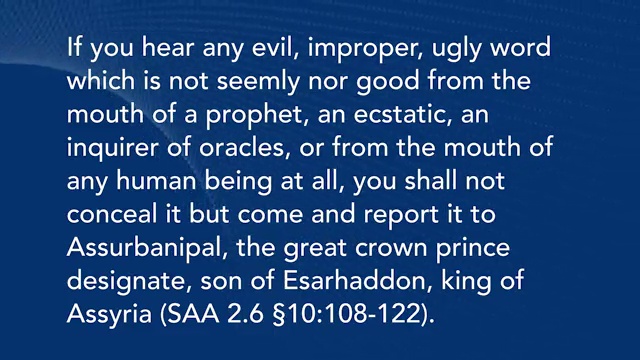 If you hear any evil, improper, ugly word
which is not seemly nor good from the
mouth of a prophet, an ecstatic, an
inquirer of oracles, or from the mouth of
any human being at all, you shall not
conceal it but come and report it to
Assurbanipal, the great crown prince
designate, son of Esarhaddon, king of
Assyria (SAA 2.6 §10:108-122).